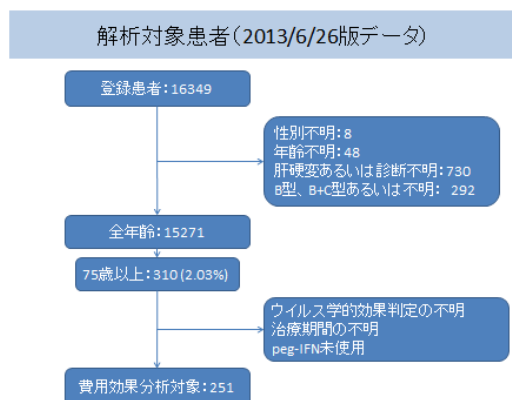 解析対象患者(2013/6/26版データ)
登録患者:16349
性別不明:8
年齢不明:48
肝硬変あるいは診断不明:730
B型、B+C型あるいは不明: 292
全年齢:15271
75歳以上:310 (2.03%)
ウイルス学的効果判定の不明
治療期間の不明
peg-IFN未使用
費用効果分析対象:251